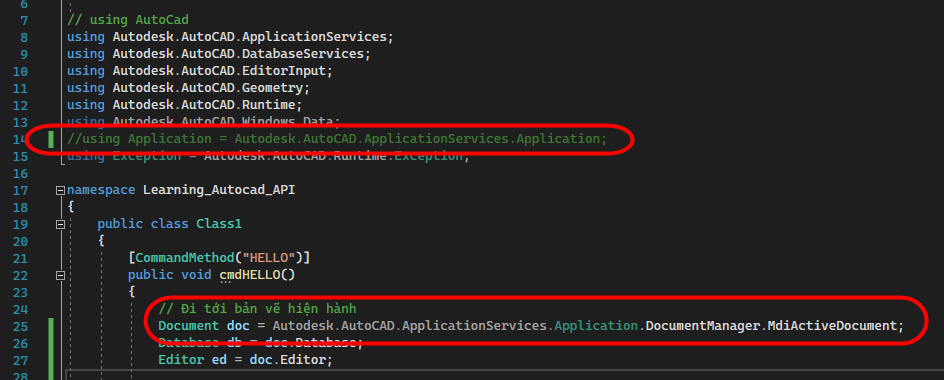 6
7 // using AutoCad
8 using Autodesk.AutoCAD.ApplicationServices;
9 using Autodesk.AutoCAD.DatabaseServices;
10 using Autodesk.AutoCAD.EditorInput;
11 using Autodesk.AutoCAD.Geometry;
12 using Autodesk.AutoCAD.Runtime;
13 using Autodesk.AutoCAD.Windows.Data;
14 //using Application = Autodesk.AutoCAD.ApplicationServices.Application;
15 using Exception = Autodesk.AutoCAD.Runtime.Exception;
16
17 namespace Learning_Autocad_API
18 {
19 public class Class1
20 {
21 [CommandMethod("HELLO")]
22 public void cmdHELLO()
23 {
24 // Đi tới bản vẽ hiện hành
25 Document doc = Autodesk.AutoCAD.ApplicationServices.Application.DocumentManager.MdiActiveDocument;
26 Database db = doc.Database;
27 Editor ed = doc.Editor;
28